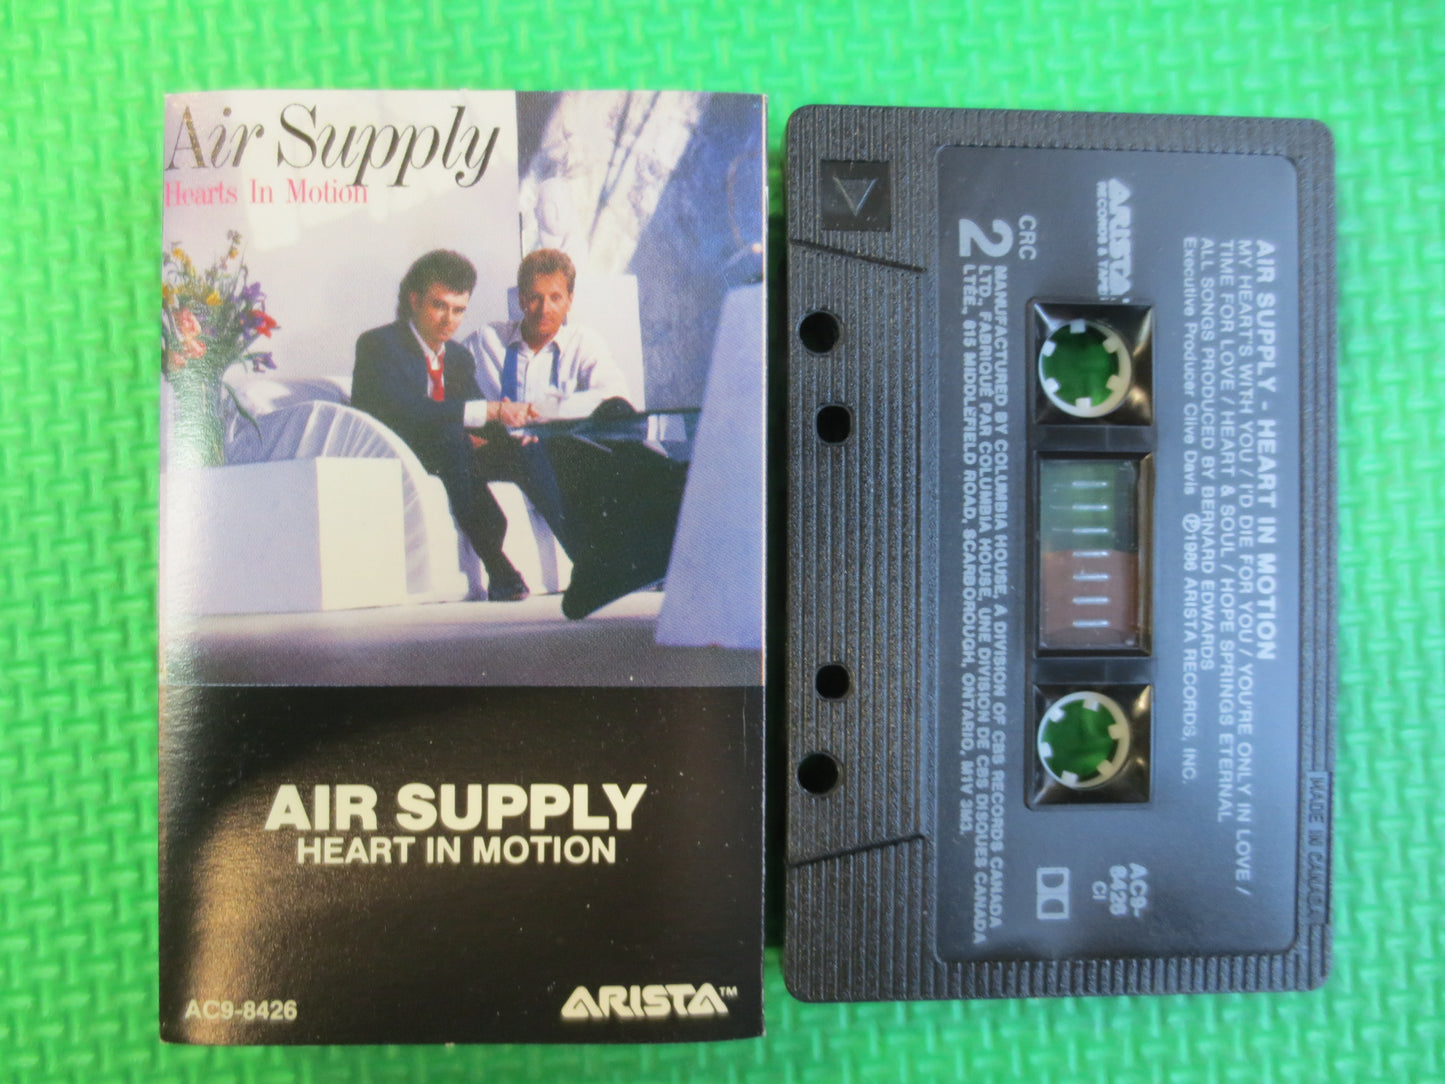 Air Supply
Hearts In Motion
AIR SUPPLY
HEART IN MOTION
AC9-8426
ARISTA™
AIR SUPPLY - HEART IN MOTION
MY HEART'S WITH YOU / I'D DIE FOR YOU / YOU'RE ONLY IN LOVE /
TIME FOR LOVE / HEART & SOUL / HOPE SPRINGS ETERNAL
ALL SONGS PRODUCED BY BERNARD EDWARDS
Executive Producer Clive Davis ℗1986 ARISTA RECORDS, INC.
ARISTA
RECORDS & TAPES
CRC
2
MANUFACTURED BY COLUMBIA HOUSE, A DIVISION OF CBS RECORDS CANADA
LTD., FABRIQUÉ PAR COLUMBIA HOUSE, UNE DIVISION DE CBS DISQUES CANADA
LTÉE., 615 MIDDLEFIELD ROAD, SCARBOROUGH, ONTARIO, M1V 3M3.
AC9-
8426
CI
MADE IN CANADA